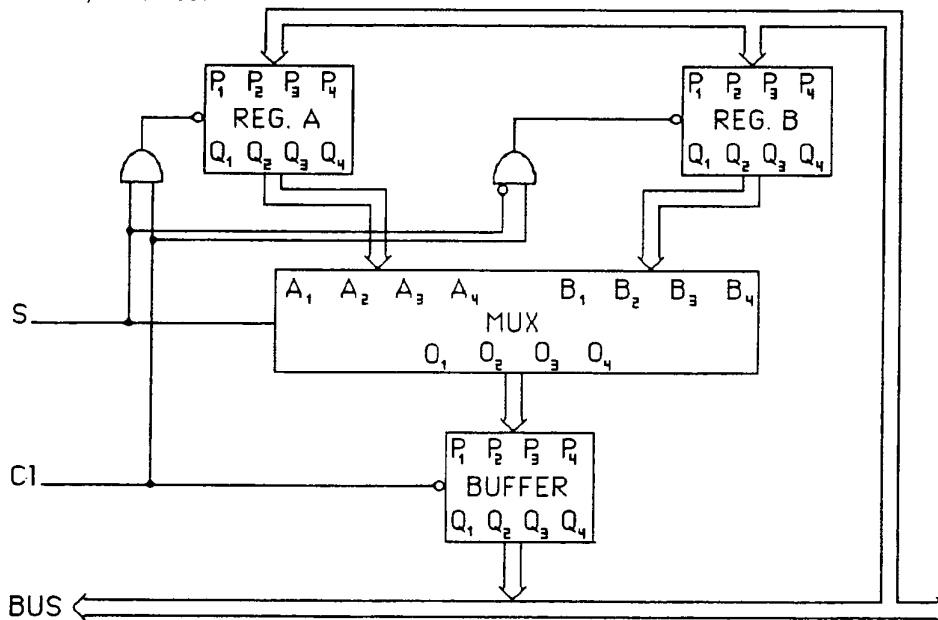 P₁ P₂ P₃ P₄ P₁ P₂ P₃ P₄
REG. A REG. B
Q₁ Q₂ Q₃ Q₄ Q₁ Q₂ Q₃ Q₄
A₁ A₂ A₃ A₄ B₁ B₂ B₃ B₄
S MUX
O₁ O₂ O₃ O₄
P₁ P₂ P₃ P₄
C1 BUFFER
Q₁ Q₂ Q₃ Q₄
BUS